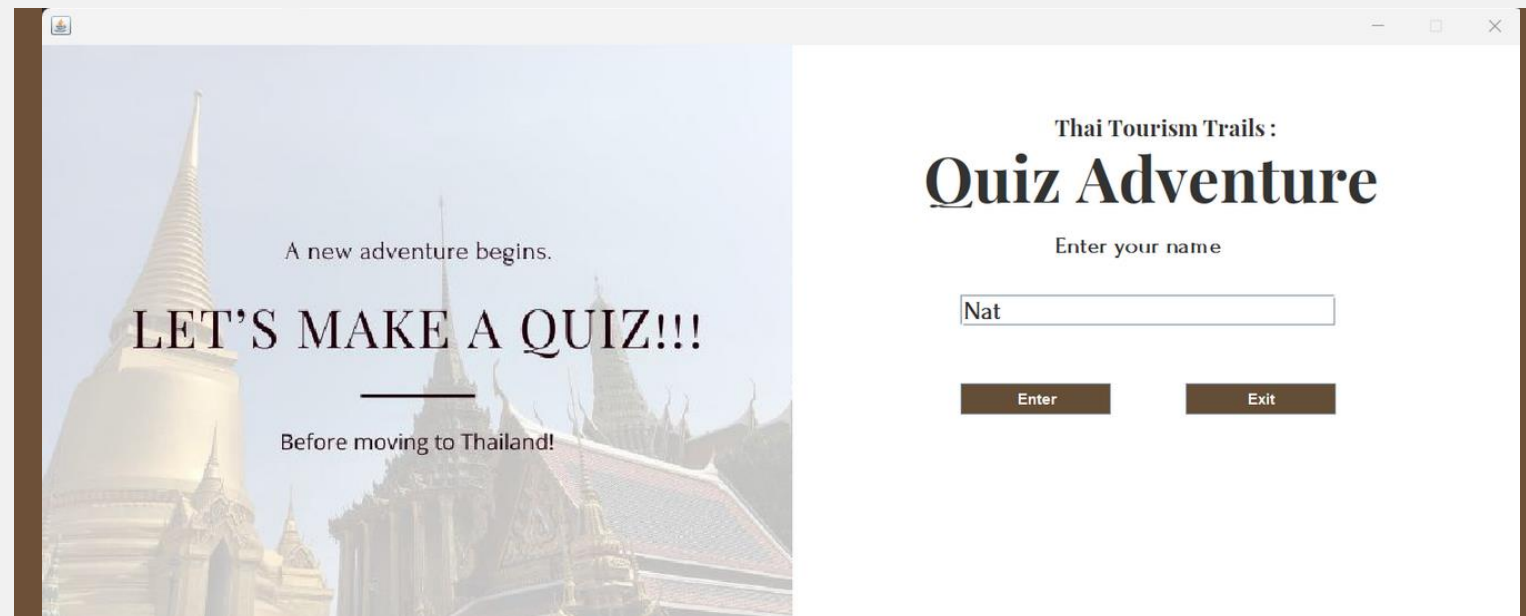 A new adventure begins.
LET'S MAKE A QUIZ!!!
Before moving to Thailand!
Thai Tourism Trails :
Quiz Adventure
Enter your name
Nat
Enter
Exit